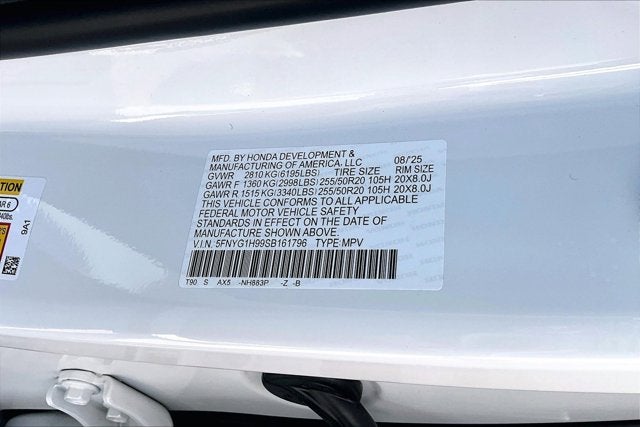 MFD. BY HONDA DEVELOPMENT &
MANUFACTURING OF AMERICA, LLC 08/'25
GVWR 2810 KG(6195LBS) TIRE SIZE RIM SIZE
GAWR F 1360 KG(2998LBS) 255/50R20 105H 20X8.0J
GAWR R 1515 KG(3340LBS) 255/50R20 105H 20X8.0J
THIS VEHICLE CONFORMS TO ALL APPLICABLE
FEDERAL MOTOR VEHICLE SAFETY
STANDARDS IN EFFECT ON THE DATE OF
MANUFACTURE SHOWN ABOVE.
V.I.N. 5FNYG1H99SB161796 TYPE:MPV
T90 S AX5 -NH883P -Z -B
9A1
AR 6